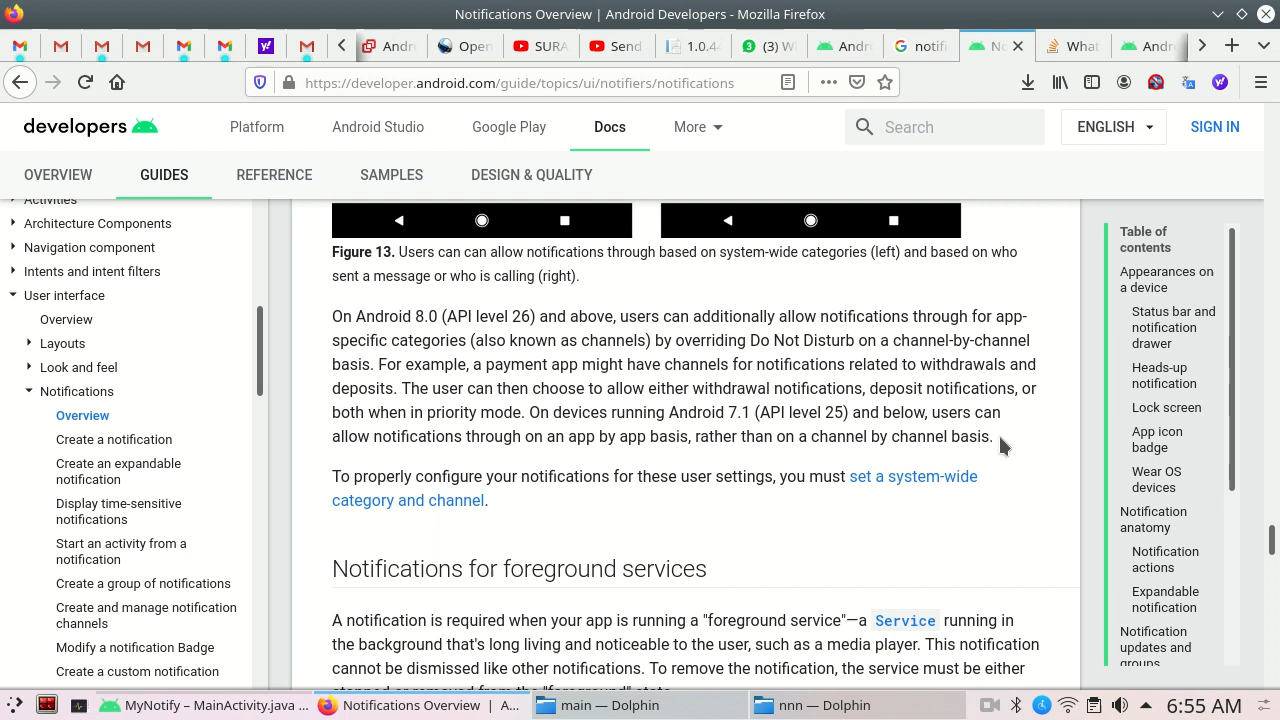 Notifications Overview | Android Developers - Mozilla Firefox
Andr
Open
SURA
Send
1.0.4
(3) W
Andr
notifi
No
What
Andr
https://developer.android.com/guide/topics/ui/notifiers/notifications
developers
Platform
Android Studio
Google Play
Docs
More
Search
ENGLISH
SIGN IN
OVERVIEW
GUIDES
REFERENCE
SAMPLES
DESIGN & QUALITY
Activities
Architecture Components
Navigation component
Intents and intent filters
User interface
Overview
Layouts
Look and feel
Notifications
Overview
Create a notification
Create an expandable
notification
Display time-sensitive
notifications
Start an activity from a
notification
Create a group of notifications
Create and manage notification
channels
Modify a notification Badge
Create a custom notification
Figure 13. Users can can allow notifications through based on system-wide categories (left) and based on who
sent a message or who is calling (right).
On Android 8.0 (API level 26) and above, users can additionally allow notifications through for app-
specific categories (also known as channels) by overriding Do Not Disturb on a channel-by-channel
basis. For example, a payment app might have channels for notifications related to withdrawals and
deposits. The user can then choose to allow either withdrawal notifications, deposit notifications, or
both when in priority mode. On devices running Android 7.1 (API level 25) and below, users can
allow notifications through on an app by app basis, rather than on a channel by channel basis.
To properly configure your notifications for these user settings, you must set a system-wide
category and channel.
Notifications for foreground services
A notification is required when your app is running a "foreground service"—a Service running in
the background that's long living and noticeable to the user, such as a media player. This notification
cannot be dismissed like other notifications. To remove the notification, the service must be either
stopped or removed from the "foreground" state.
Table of
contents
Appearances on
a device
Status bar and
notification
drawer
Heads-up
notification
Lock screen
App icon
badge
Wear OS
devices
Notification
anatomy
Notification
actions
Expandable
notification
Notification
updates and
groups
MyNotify – MainActivity.java ...
Notifications Overview | A...
main — Dolphin
nnn — Dolphin
6:55 AM